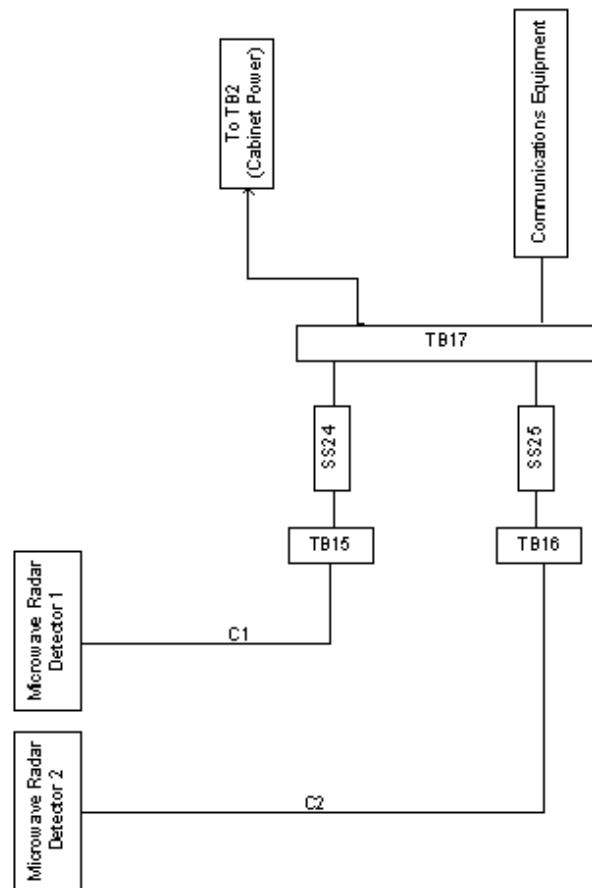 To TB2
(Cabinet Power)
Communications Equipment
TB17
SS24
SS25
TB15
TB16
Microwave Radar
Detector 1
C1
Microwave Radar
Detector 2
C2